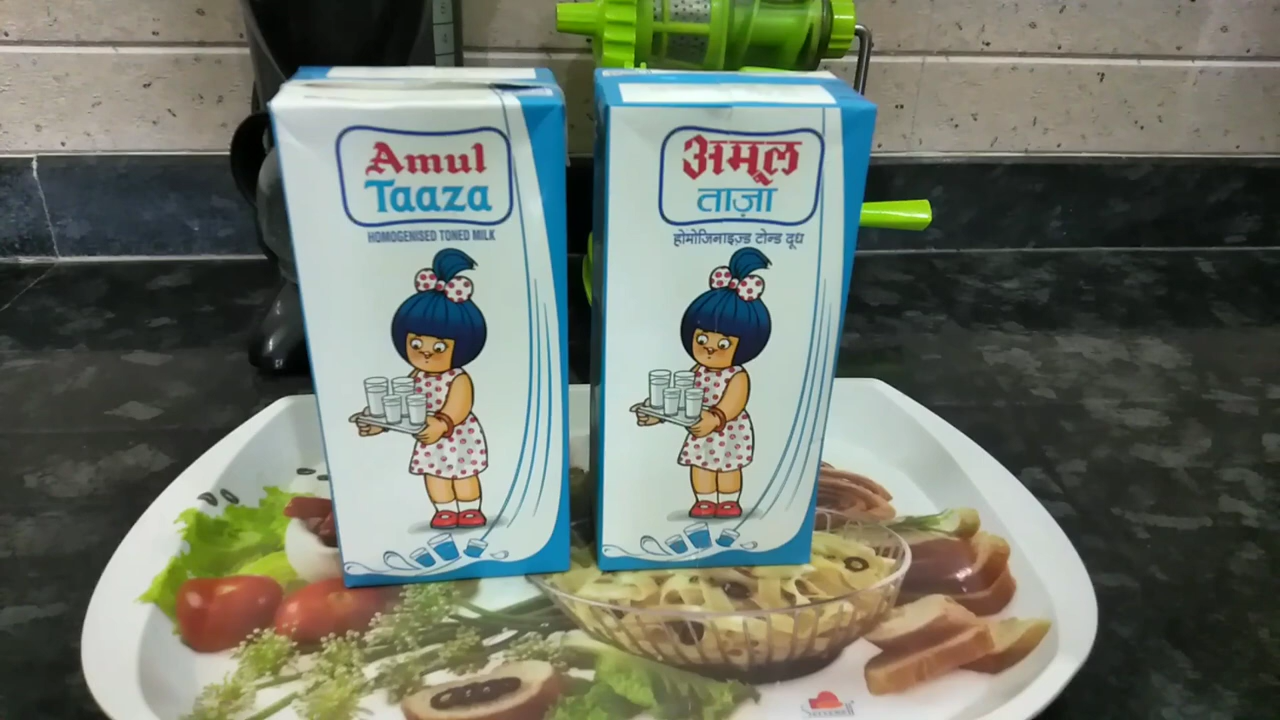 Amul
Taaza
HOMOGENISED TONED MILK
अमूल
ताज़ा
होमोजिनाइज़्ड टोन्ड दूध